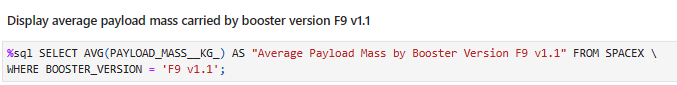 Display average payload mass carried by booster version F9 v1.1
%sql SELECT AVG(PAYLOAD_MASS__KG_) AS "Average Payload Mass by Booster Version F9 v1.1" FROM SPACEX \
WHERE BOOSTER_VERSION = 'F9 v1.1';